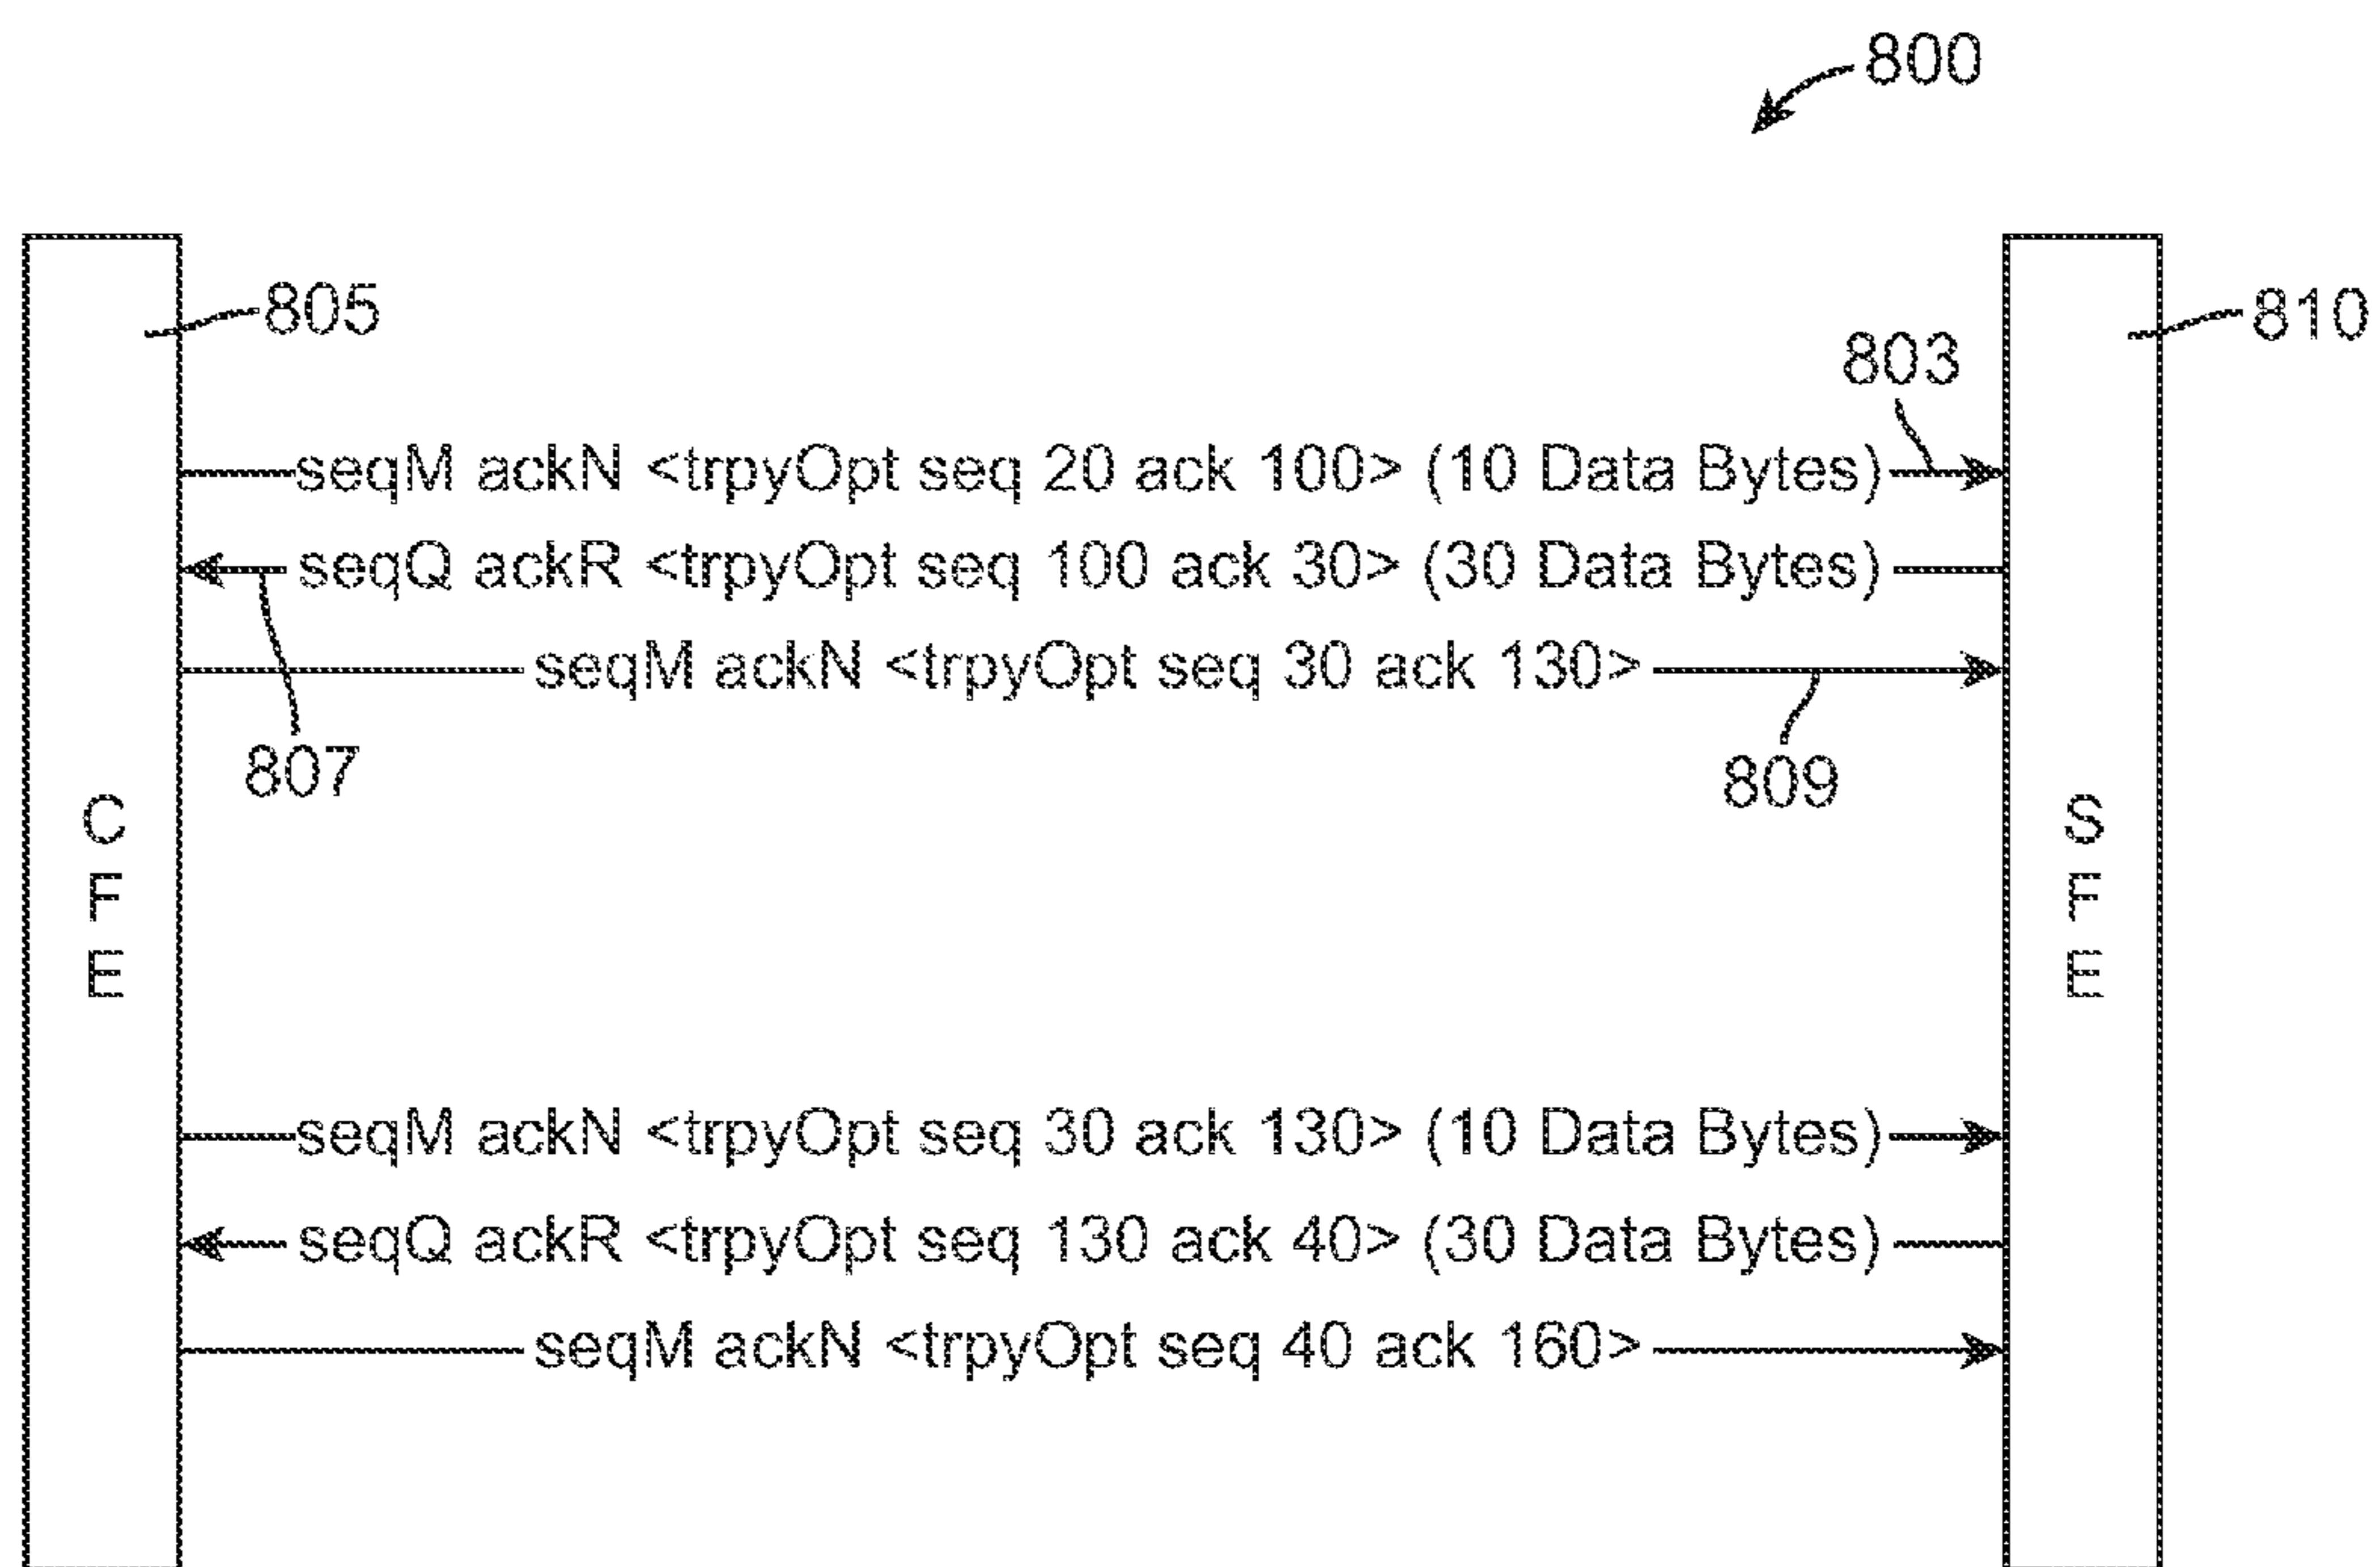 800
805
810
803
seqM ackN <trpyOpt seq 20 ack 100> (10 Data Bytes)
seqQ ackR <trpyOpt seq 100 ack 30> (30 Data Bytes)
seqM ackN <trpyOpt seq 30 ack 130>
807
809
C
F
E
S
F
E
seqM ackN <trpyOpt seq 30 ack 130> (10 Data Bytes)
seqQ ackR <trpyOpt seq 130 ack 40> (30 Data Bytes)
seqM ackN <trpyOpt seq 40 ack 160>